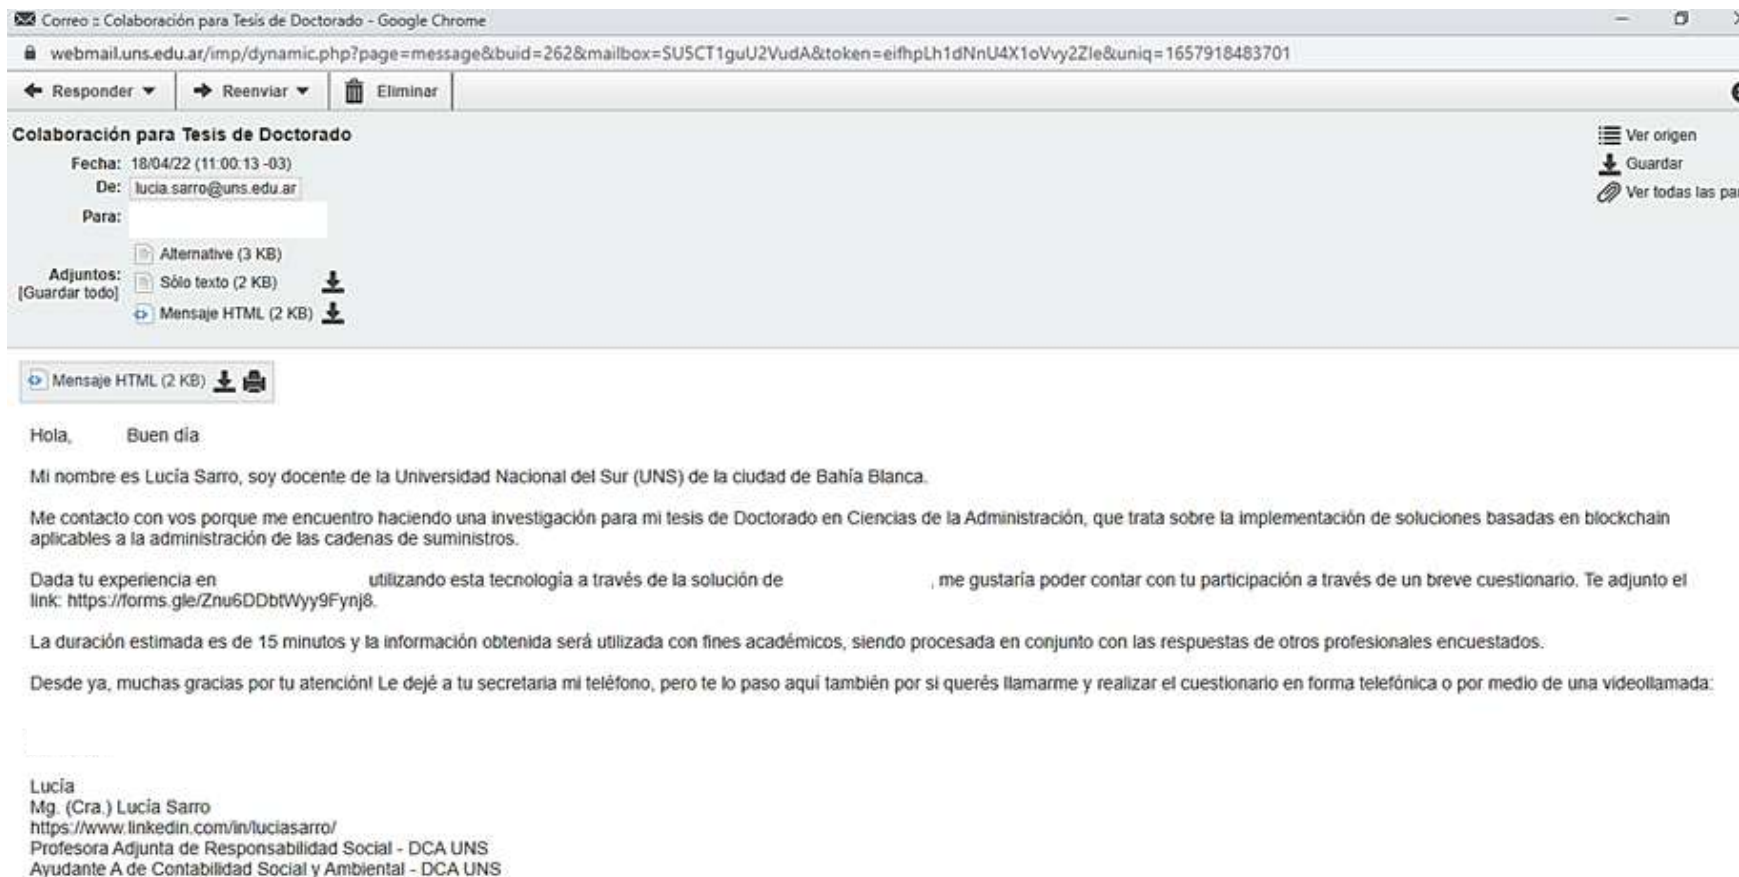 Correo :: Colaboración para Tesis de Doctorado - Google Chrome
webmail.uns.edu.ar/imp/dynamic.php?page=message&buid=262&mailbox=SU5CT1guU2VudA&token=eifhpLh1dNnU4X1oVvy2ZIe&uniq=1657918483701
Responder Reenviar Eliminar
Colaboración para Tesis de Doctorado
Ver origen
Fecha: 18/04/22 (11:00:13 -03)
Guardar
De: lucia.sarro@uns.edu.ar
Ver todas las
Para:
Alternative (3 KB)
Adjuntos: Sólo texto (2 KB)
[Guardar todo]
Mensaje HTML (2 KB)
Mensaje HTML (2 KB)
Hola, Buen día
Mi nombre es Lucía Sarro, soy docente de la Universidad Nacional del Sur (UNS) de la ciudad de Bahía Blanca.
Me contacto con vos porque me encuentro haciendo una investigación para mi tesis de Doctorado en Ciencias de la Administración, que trata sobre la implementación de soluciones basadas en blockchain
aplicables a la administración de las cadenas de suministros.
Dada tu experiencia en utilizando esta tecnología a través de la solución de , me gustaría poder contar con tu participación a través de un breve cuestionario. Te adjunto el
link: https://forms.gle/Znu6DDbtWyy9Fynj8.
La duración estimada es de 15 minutos y la información obtenida será utilizada con fines académicos, siendo procesada en conjunto con las respuestas de otros profesionales encuestados.
Desde ya, muchas gracias por tu atención! Le dejé a tu secretaria mi teléfono, pero te lo paso aquí también por si querés llamarme y realizar el cuestionario en forma telefónica o por medio de una videollamada:
Lucía
Mg. (Cra.) Lucía Sarro
https://www.linkedin.com/in/luciasarro/
Profesora Adjunta de Responsabilidad Social - DCA UNS
Ayudante A de Contabilidad Social y Ambiental - DCA UNS